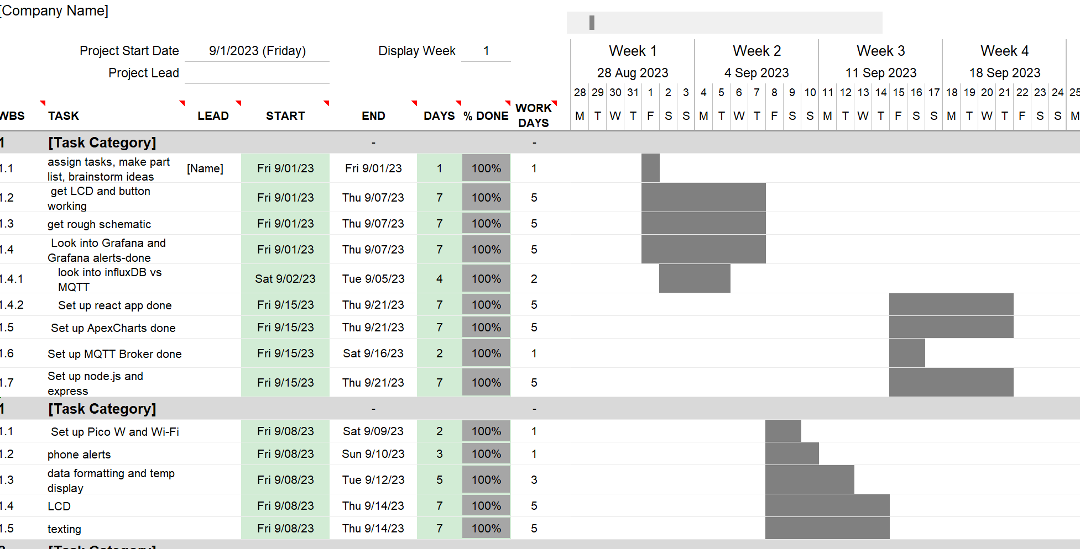 [Company Name]
Project Start Date 9/1/2023 (Friday) Display Week 1 Week 1 Week 2 Week 3 Week 4
Project Lead 28 Aug 2023 4 Sep 2023 11 Sep 2023 18 Sep 2023
28 29 30 31 1 2 3 4 5 6 7 8 9 10 11 12 13 14 15 16 17 18 19 20 21 22 23 24 25
WBS TASK LEAD START END DAYS % DONE WORK DAYS M T W T F S S M T W T F S S M T W T F S S M T W T F S S M
1 [Task Category] - -
1.1 assign tasks, make part
list, brainstorm ideas [Name] Fri 9/01/23 Fri 9/01/23 1 100% 1
1.2 get LCD and button
working Fri 9/01/23 Thu 9/07/23 7 100% 5
1.3 get rough schematic Fri 9/01/23 Thu 9/07/23 7 100% 5
1.4 Look into Grafana and
Grafana alerts-done Fri 9/01/23 Thu 9/07/23 7 100% 5
1.4.1 look into influxDB vs
MQTT Sat 9/02/23 Tue 9/05/23 4 100% 2
1.4.2 Set up react app done Fri 9/15/23 Thu 9/21/23 7 100% 5
1.5 Set up ApexCharts done Fri 9/15/23 Thu 9/21/23 7 100% 5
1.6 Set up MQTT Broker done Fri 9/15/23 Sat 9/16/23 2 100% 1
1.7 Set up node.js and
express Fri 9/15/23 Thu 9/21/23 7 100% 5
1 [Task Category] - -
1.1 Set up Pico W and Wi-Fi Fri 9/08/23 Sat 9/09/23 2 100% 1
1.2 phone alerts Fri 9/08/23 Sun 9/10/23 3 100% 1
1.3 data formatting and temp
display Fri 9/08/23 Tue 9/12/23 5 100% 3
1.4 LCD Fri 9/08/23 Thu 9/14/23 7 100% 5
1.5 texting Fri 9/08/23 Thu 9/14/23 7 100% 5
[Task Category]